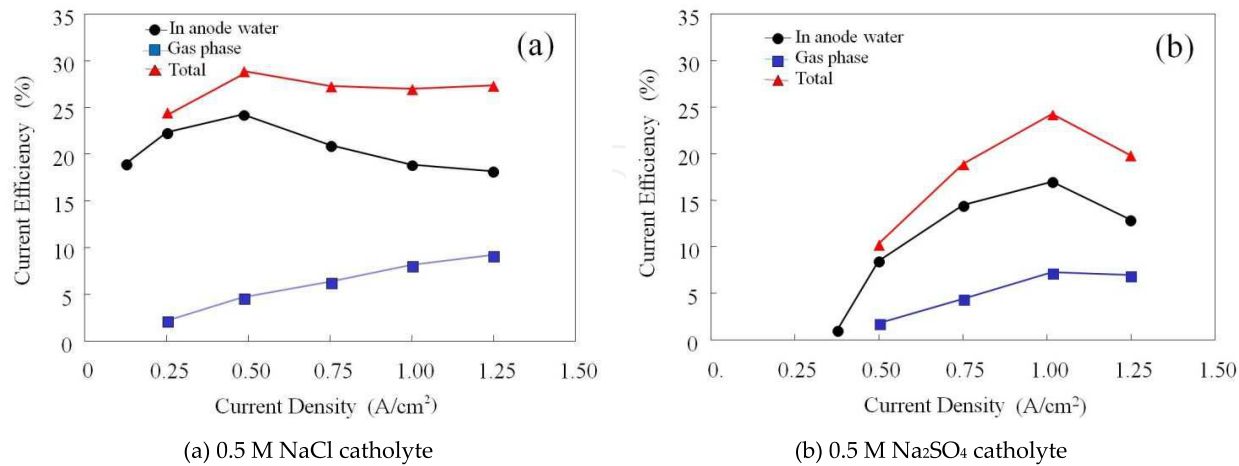 35
30
25
20
15
10
5
0
Current Efficiency (%)
In anode water
Gas phase
Total
(a)
0 0.25 0.50 0.75 1.00 1.25 1.50
Current Density (A/cm²)
(a) 0.5 M NaCl catholyte
35
30
25
20
15
10
5
0
Current Efficiency (%)
In anode water
Gas phase
Total
(b)
0. 0.25 0.50 0.75 1.00 1.25 1.50
Current Density (A/cm²)
(b) 0.5 M Na₂SO₄ catholyte